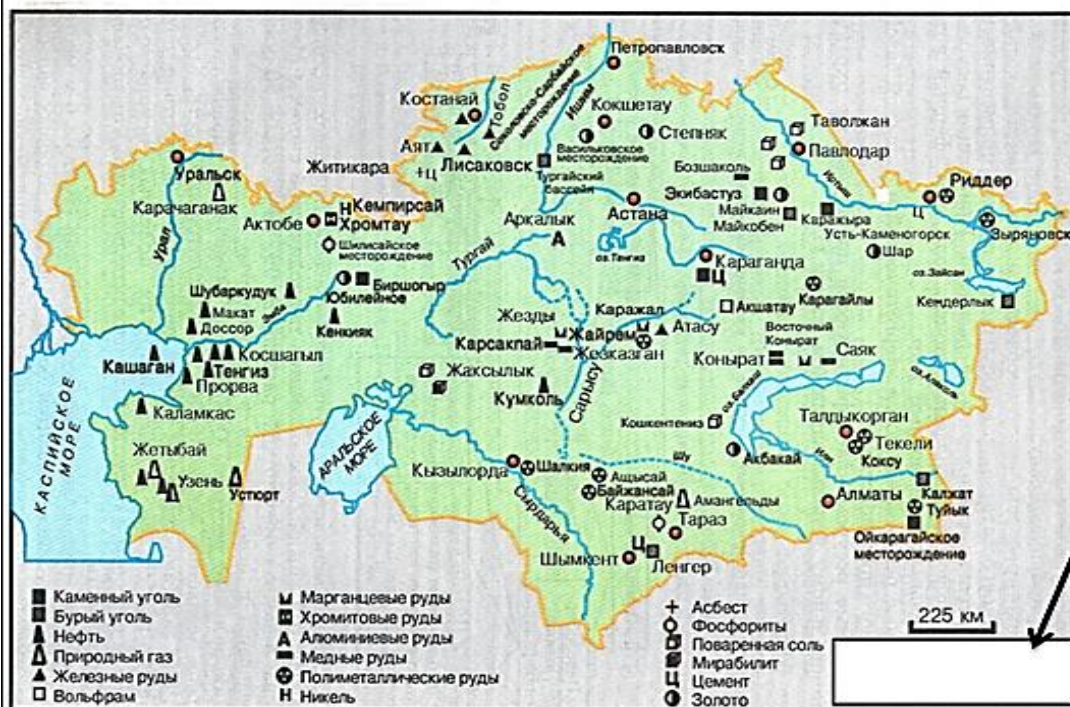 Петропавловск
Костанай
Тобол
Соколовско-Сарбайское
месторождение
Ишим
Кокшетау
Степняк
Васильковское
месторождение
Таволжан
Павлодар
Аят
Лисаковск
Житикара
Ц
Тургайский
бассейн
Бозшаколь
Экибастуз
Иртыш
Риддер
Уральск
Карачаганак
Урал
Актобе
Кемпирсай
Хромтау
Шилисайское
месторождение
Аркалык
Астана
Майкаин
Майкобен
Каражыра
Ц
Усть-Каменогорск
Зыряновск
Шар
оз.Зайсан
Кендерлык
Тургай
оз.Тенгиз
Караганда
Ц
Биршогыр
Юбилейное
Шубаркудук
Макат
Доссор
Эмба
Кенкияк
Каражал
Акшатау
Карагайлы
Жезды
Жайрем
Атасу
Карсакпай
Жезказган
Восточный
Конырат
Конырат
Саяк
Кашаган
Косшагыл
Тенгиз
Прорва
Жаксылык
Кумколь
Сарысу
оз.Балхаш
оз.Алаколь
Каламкас
Кошкентениз
Талдыкорган
Текели
Коксу
КАСПИЙСКОЕ
МОРЕ
АРАЛЬСКОЕ
МОРЕ
Жетыбай
Узень
Устюрт
Кызылорда
Шалкия
Ащысай
Байжансай
Шу
Акбакай
Или
Каратау
Амангельды
Алматы
Калжат
Туйык
Сырдарья
Тараз
Ойкарагайское
месторождение
Шымкент
Ц
Ленгер
Каменный уголь
Бурый уголь
Нефть
Природный газ
Железные руды
Вольфрам
Марганцевые руды
Хромитовые руды
Алюминиевые руды
Медные руды
Полиметаллические руды
Никель
Асбест
Фосфориты
Поваренная соль
Мирабилит
Цемент
Золото
225 км